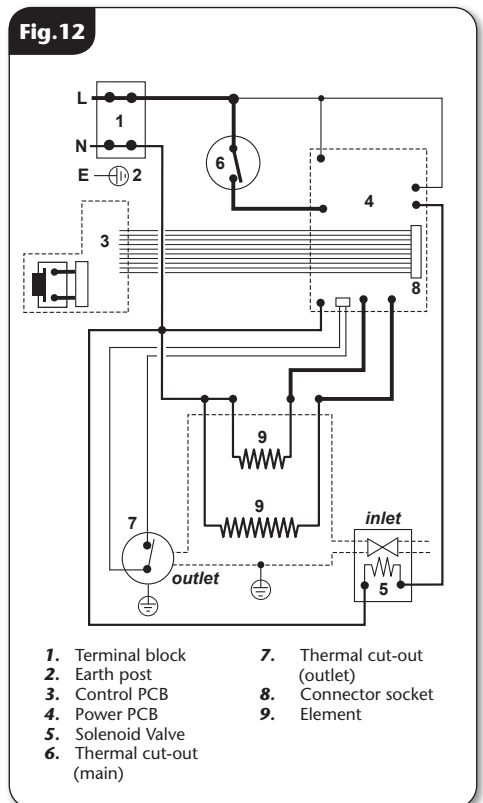 Fig.12
L
1
N
6
E 2
4
3
8
9
9
7
inlet
outlet
5
1. Terminal block
2. Earth post
3. Control PCB
4. Power PCB
5. Solenoid Valve
6. Thermal cut-out
(main)
7. Thermal cut-out
(outlet)
8. Connector socket
9. Element